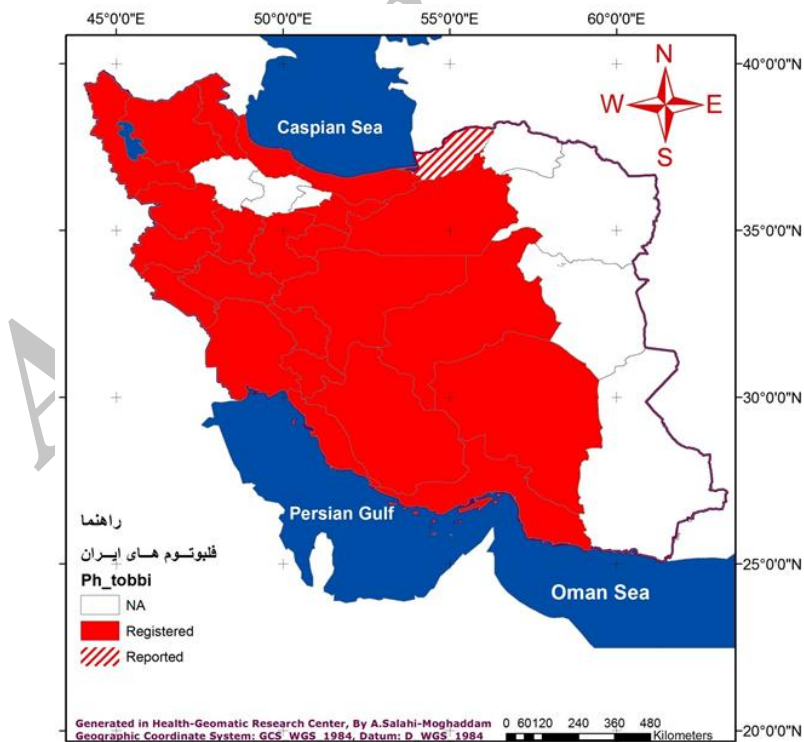 45°0'0"E 50°0'0"E 55°0'0"E 60°0'0"E
40°0'0"N
35°0'0"N
30°0'0"N
25°0'0"N
20°0'0"N
N
W E
S
Caspian Sea
Persian Gulf
Oman Sea
راهنما
فلبوتوم های ایران
Ph_tobbi
NA
Registered
Reported
Generated in Health-Geomatic Research Center, By A.Salahi-Moghaddam
Geographic Coordinate System: GCS_WGS_1984, Datum: D_WGS_1984
0 60120 240 360 480
Kilometers